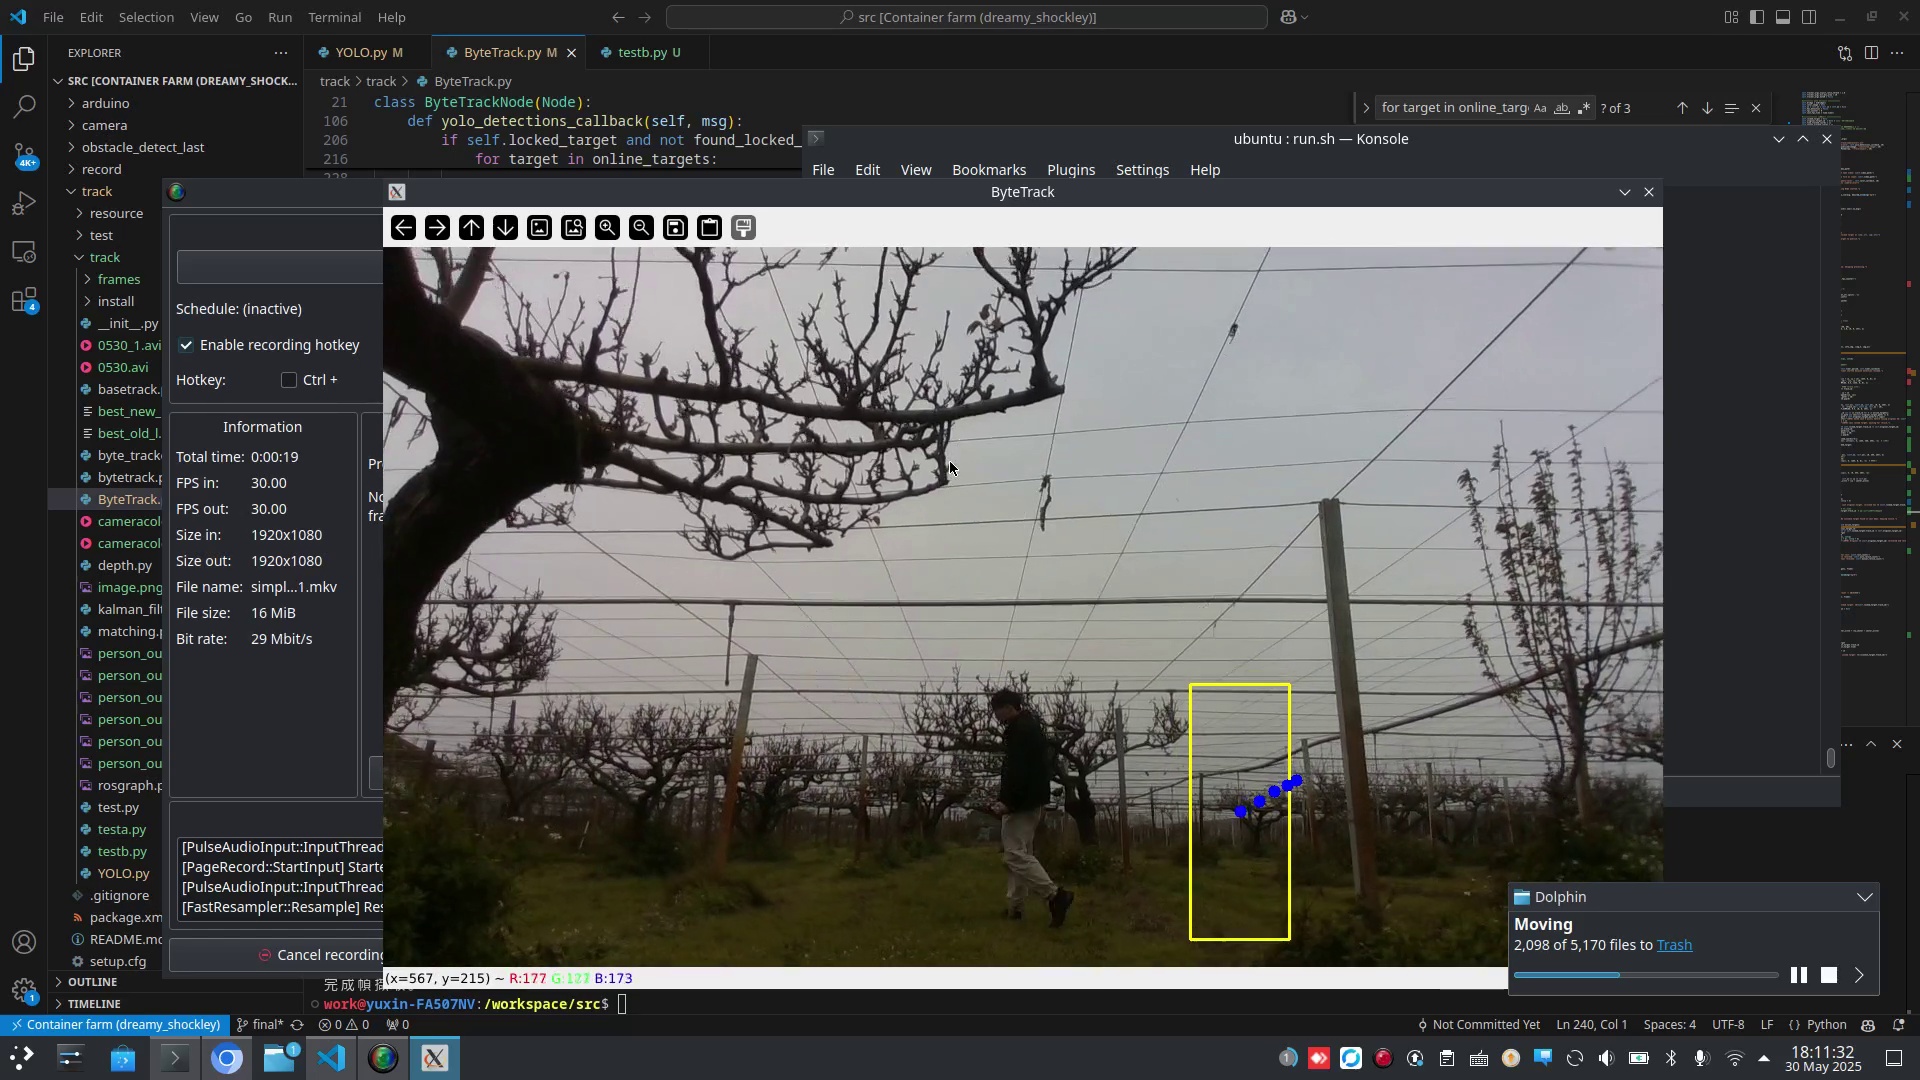 File Edit Selection View Go Run Terminal Help
src [Container farm (dreamy_shockley)]
EXPLORER
YOLO.py M
ByteTrack.py M
testb.py U
SRC [CONTAINER FARM (DREAMY_SHOCK...
track > track > ByteTrack.py
arduino
camera
obstacle_detect_last
record
track
resource
test
track
frames
install
__init__.py
0530_1.avi
0530.avi
basetrack.
best_new_
best_old_l.
byte_track
bytetrack.p
ByteTrack.
cameracol
cameracol
depth.py
image.png
kalman_filt
matching.p
person_ou
person_ou
person_ou
person_ou
person_ou
person_ou
rosgraph.p
test.py
testa.py
testb.py
YOLO.py
.gitignore
package.xm
README.md
setup.cfg
OUTLINE
TIMELINE
4K+
4
1
21 class ByteTrackNode(Node):
106 def yolo_detections_callback(self, msg):
206 if self.locked_target and not found_locked_
216 for target in online_targets:
228
for target in online_targ
Aa ab .*
? of 3
ubuntu : run.sh — Konsole
File Edit View Bookmarks Plugins Settings Help
ByteTrack
Schedule: (inactive)
Enable recording hotkey
Hotkey: Ctrl +
Information
Total time: 0:00:19
FPS in: 30.00
FPS out: 30.00
Size in: 1920x1080
Size out: 1920x1080
File name: simpl...1.mkv
File size: 16 MiB
Bit rate: 29 Mbit/s
Pr
No
fra
[PulseAudioInput::InputThread
[PageRecord::StartInput] Starte
[PulseAudioInput::InputThread
[FastResampler::Resample] Res
Cancel recording
(x=567, y=215) ~ R:177 G:177 B:173
Dolphin
Moving
2,098 of 5,170 files to Trash
work@yuxin-FA507NV:/workspace/src$
Container farm (dreamy_shockley) final* 0 0 0
Not Committed Yet Ln 240, Col 1 Spaces: 4 UTF-8 LF {} Python
1
1
18:11:32
30 May 2025